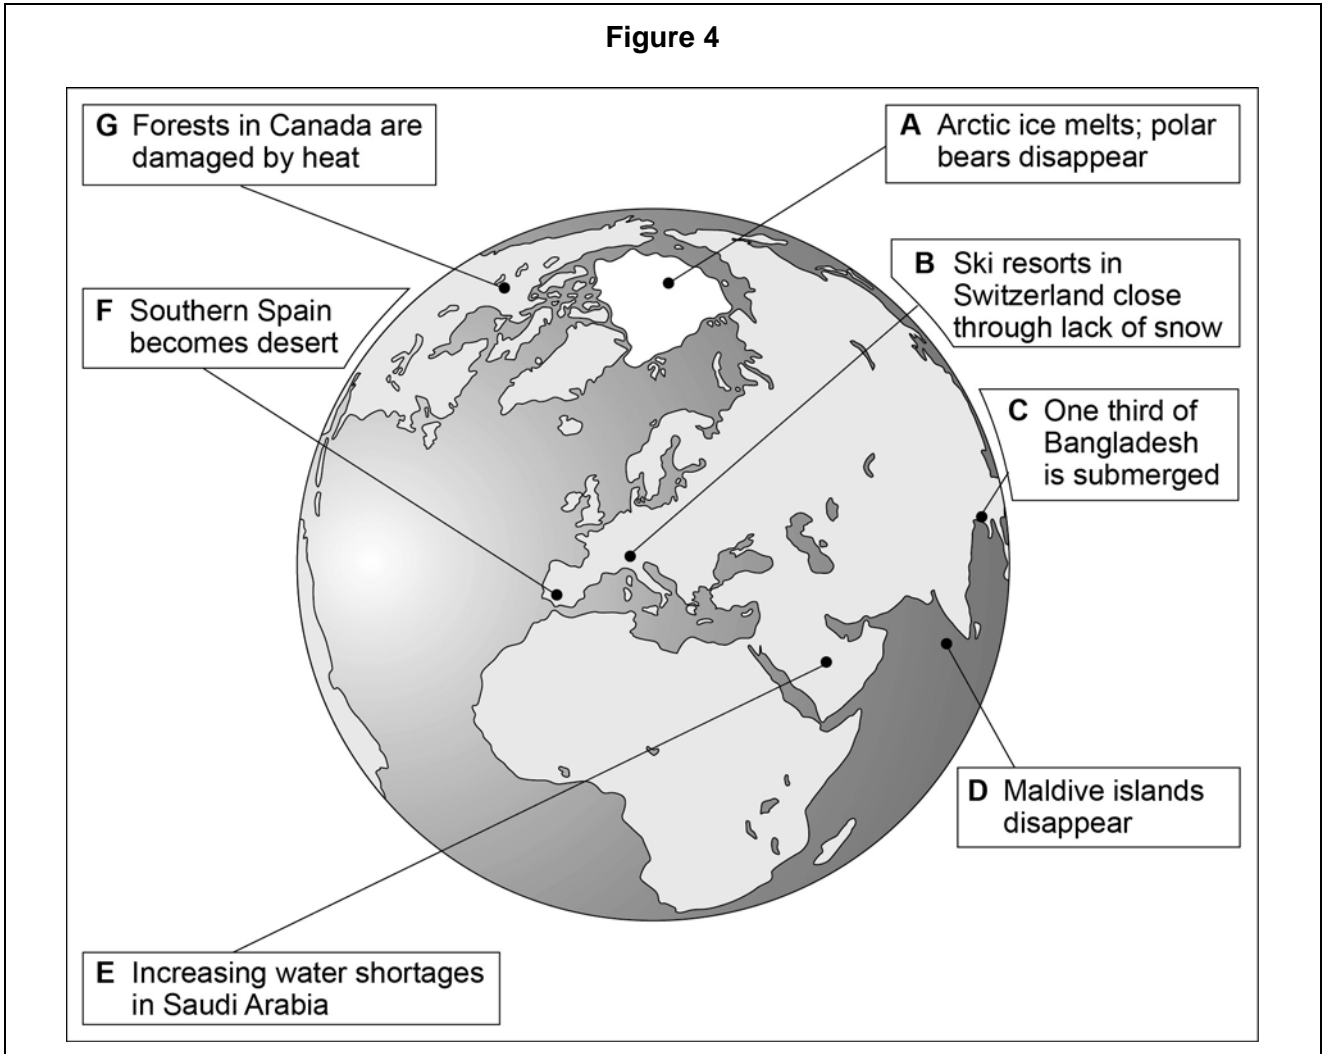 Figure 4
G Forests in Canada are
damaged by heat
A Arctic ice melts; polar
bears disappear
B Ski resorts in
Switzerland close
through lack of snow
F Southern Spain
becomes desert
C One third of
Bangladesh
is submerged
D Maldive islands
disappear
E Increasing water shortages
in Saudi Arabia